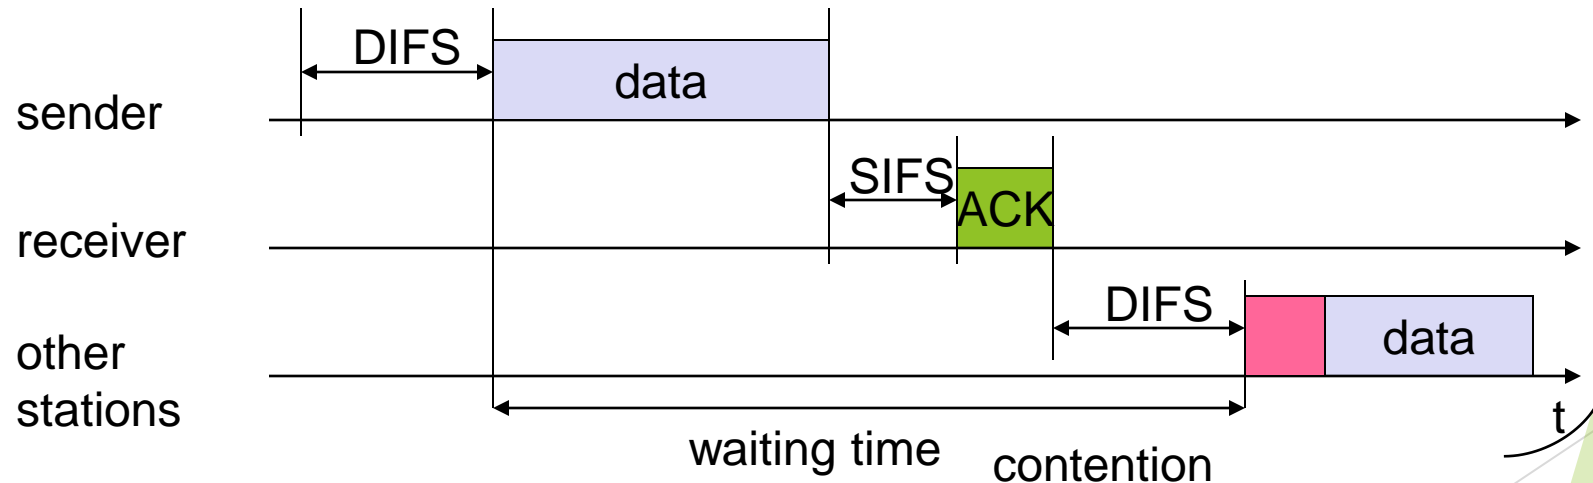 DIFS
data
sender
SIFS
ACK
receiver
DIFS
data
other
stations
t
waiting time
contention